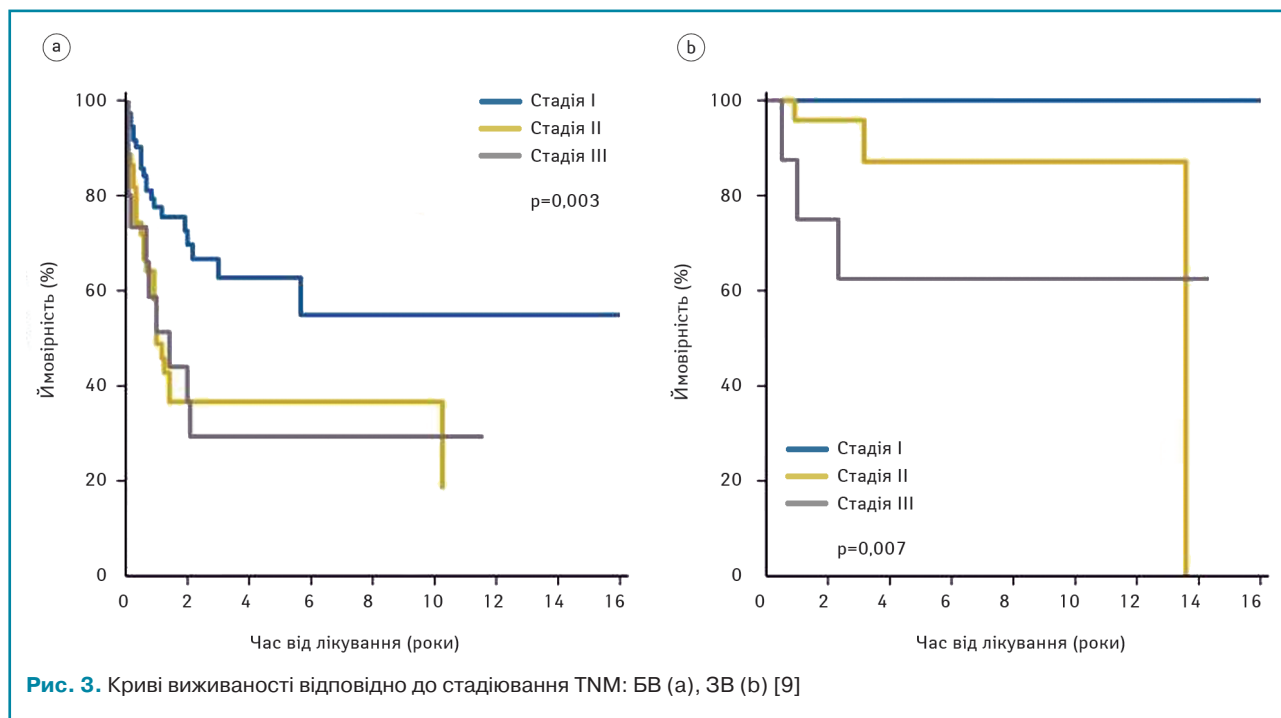 a
100
80
60
40
20
0
Ймовірність (%)
Стадія I
Стадія II
Стадія III
p=0,003
0 2 4 6 8 10 12 14 16
Час від лікування (роки)
b
100
80
60
40
20
0
Ймовірність (%)
Стадія I
Стадія II
Стадія III
p=0,007
0 2 4 6 8 10 12 14 16
Час від лікування (роки)
Рис. 3. Криві виживаності відповідно до стадіювання TNM: БВ (a), ЗВ (b) [9]